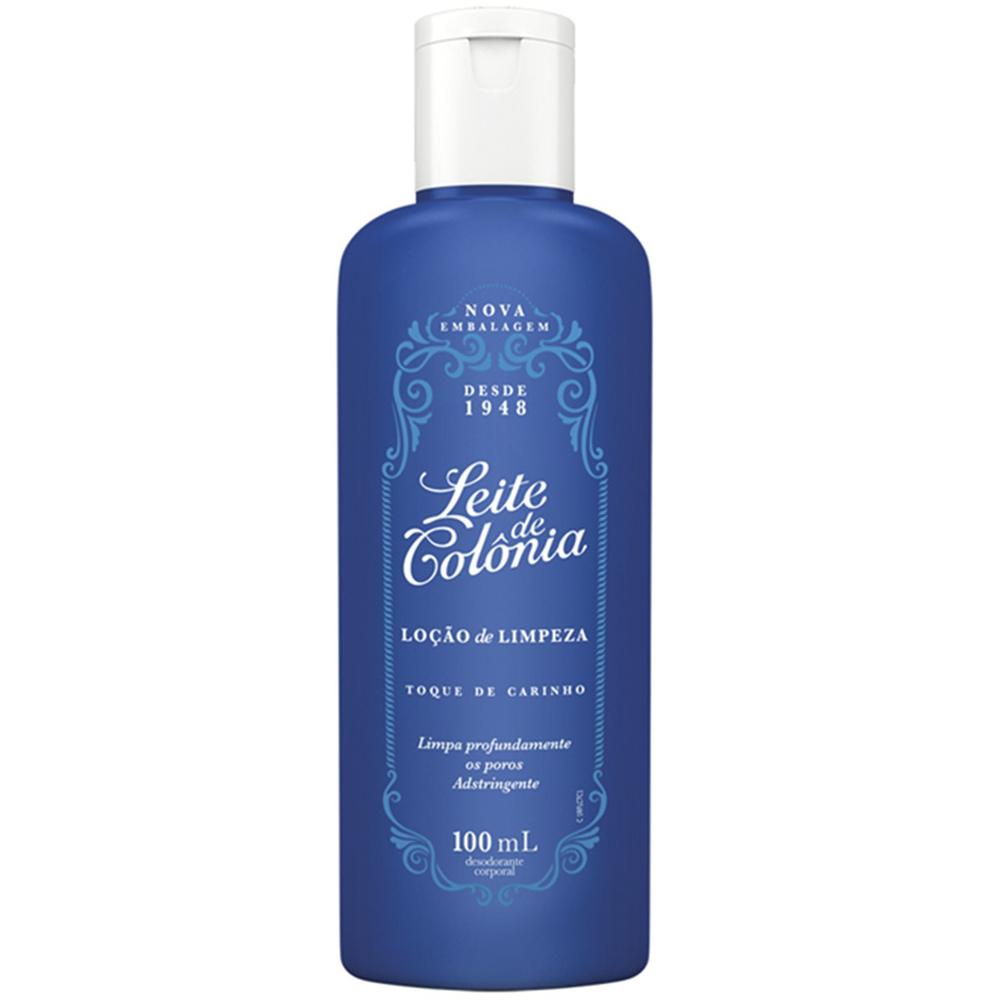 NOVA
EMBALAGEM
DESDE
1948
Leite
de
Colônia
LOÇÃO de LIMPEZA
TOQUE DE CARINHO
Limpa profundamente
os poros
Adstringente
100 mL
desodorante
corporal